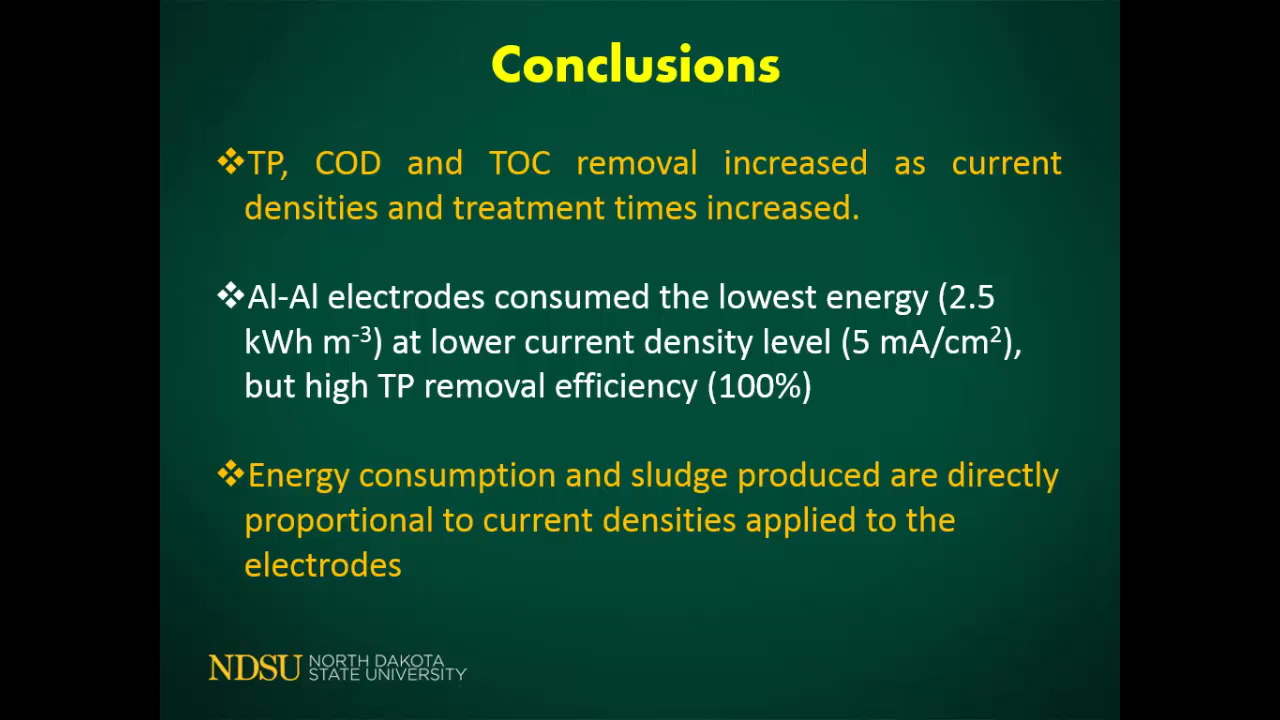 Conclusions
❖TP, COD and TOC removal increased as current
densities and treatment times increased.
❖Al-Al electrodes consumed the lowest energy (2.5
kWh m⁻³) at lower current density level (5 mA/cm²),
but high TP removal efficiency (100%)
❖Energy consumption and sludge produced are directly
proportional to current densities applied to the
electrodes
NDSU NORTH DAKOTA
STATE UNIVERSITY